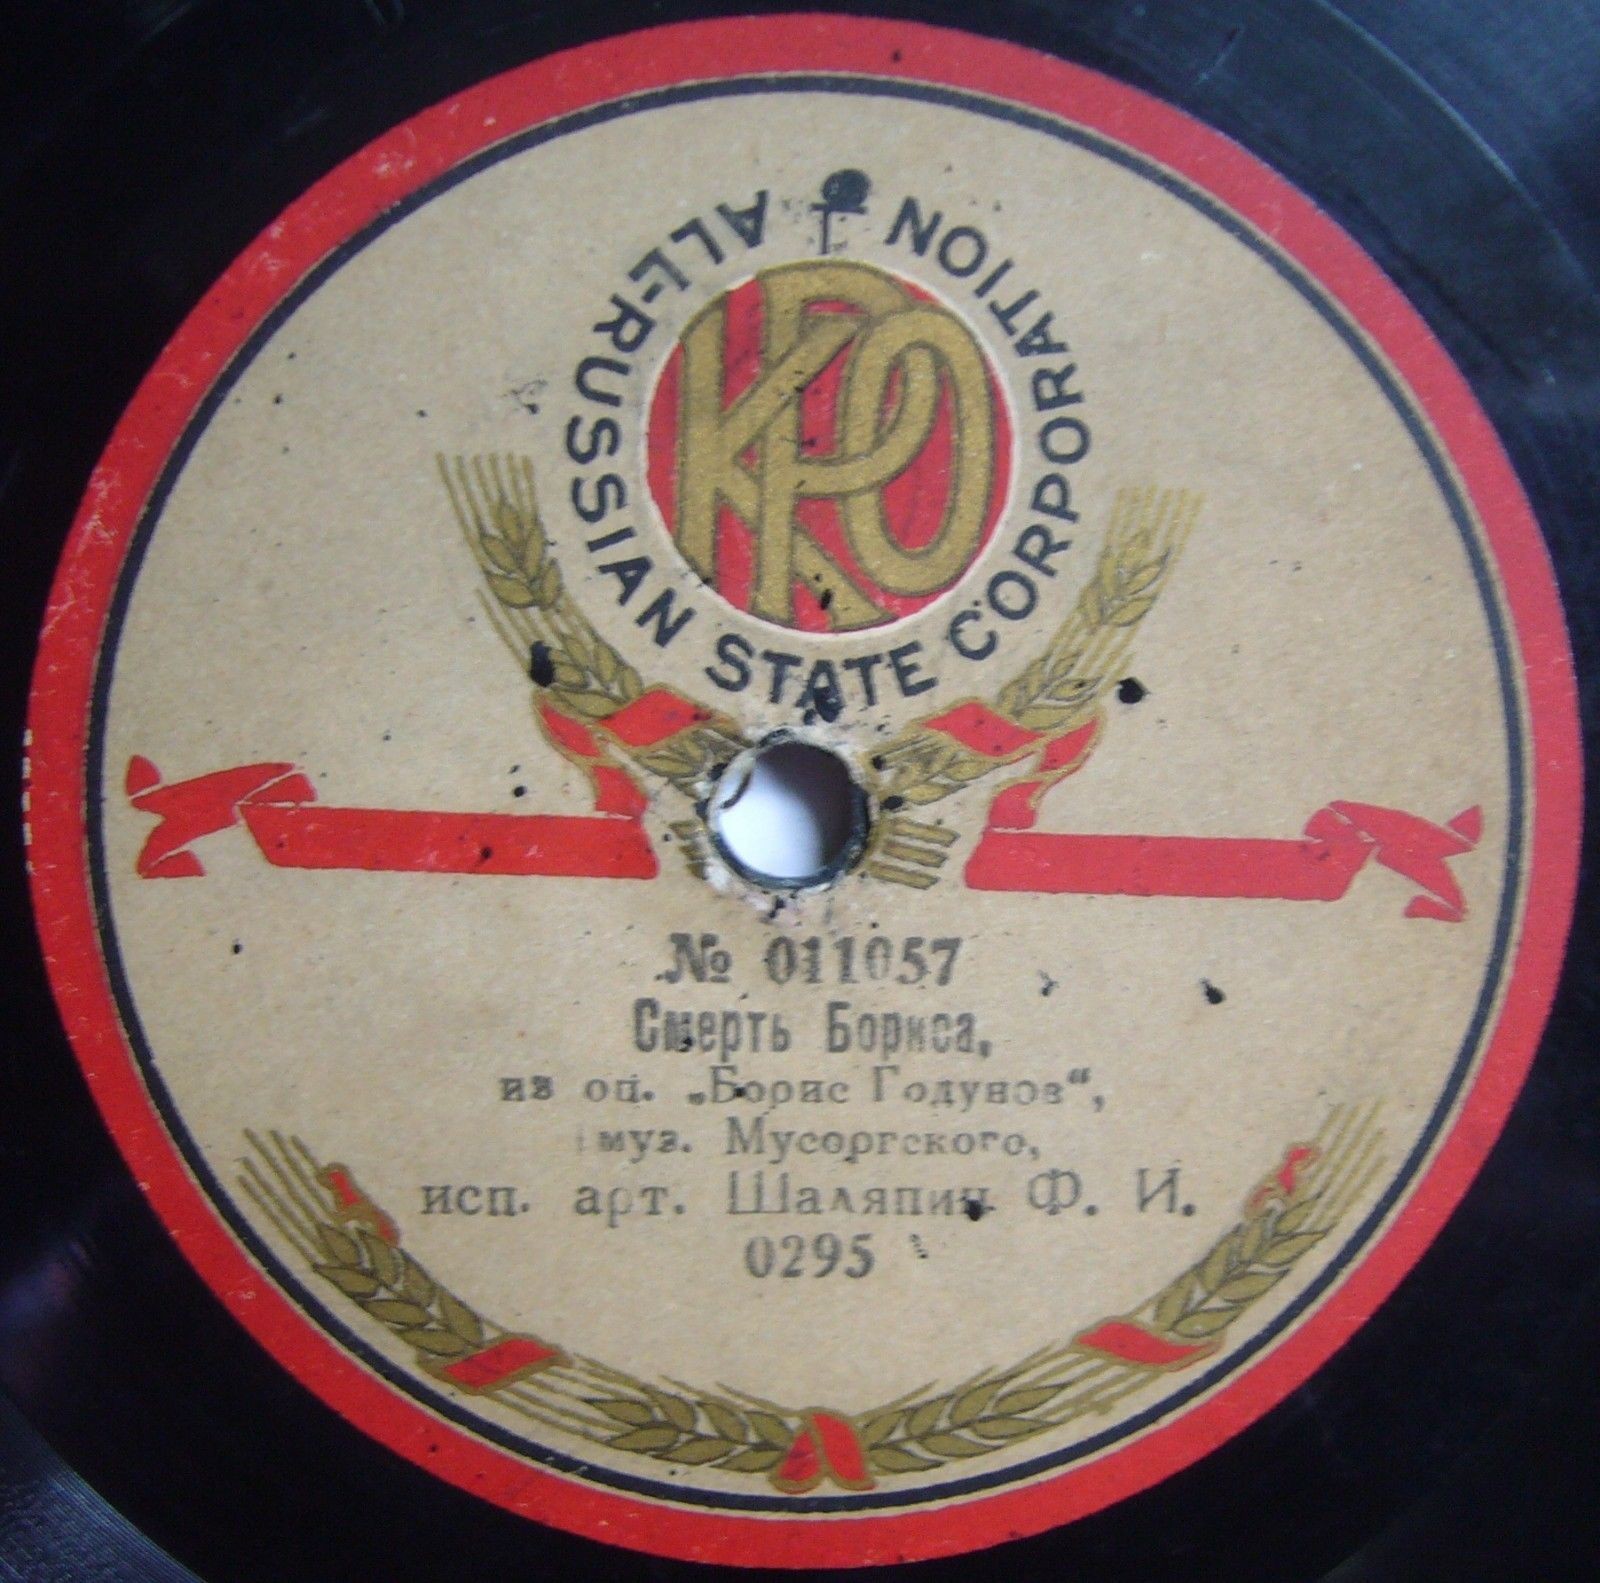 ALL-RUSSIAN STATE CORPORATION
КРО
№ 011057
Смерть Бориса,
из оп. „Борис Годунов“,
муз. Мусоргского,
исп. арт. Шаляпин Ф. И.
0295